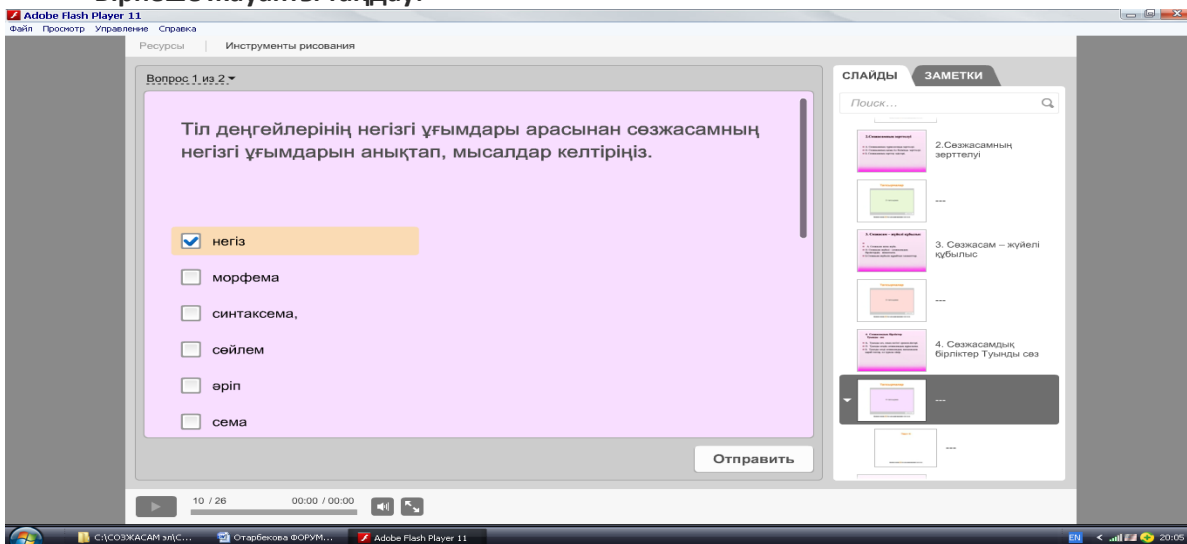 Adobe Flash Player 11
Файл Просмотр Управление Справка
Ресурсы | Инструменты рисования
Вопрос 1 из 2
Тіл деңгейлерінің негізгі ұғымдары арасынан сөзжасамның
негізгі ұғымдарын анықтап, мысалдар келтіріңіз.
негіз
морфема
синтаксема,
сөйлем
әріп
сема
Отправить
СЛАЙДЫ ЗАМЕТКИ
Поиск...
2.Сөзжасамның
зерттелуі
---
3. Сөзжасам – жүйелі
құбылыс
---
4. Сөзжасамдық
бірліктер Туынды сөз
---
---
10 / 26 00:00 / 00:00
C:\СОЗЖАСАМ эл\С... Отарбекова ФОРУМ... Adobe Flash Player 11 EN 20:05